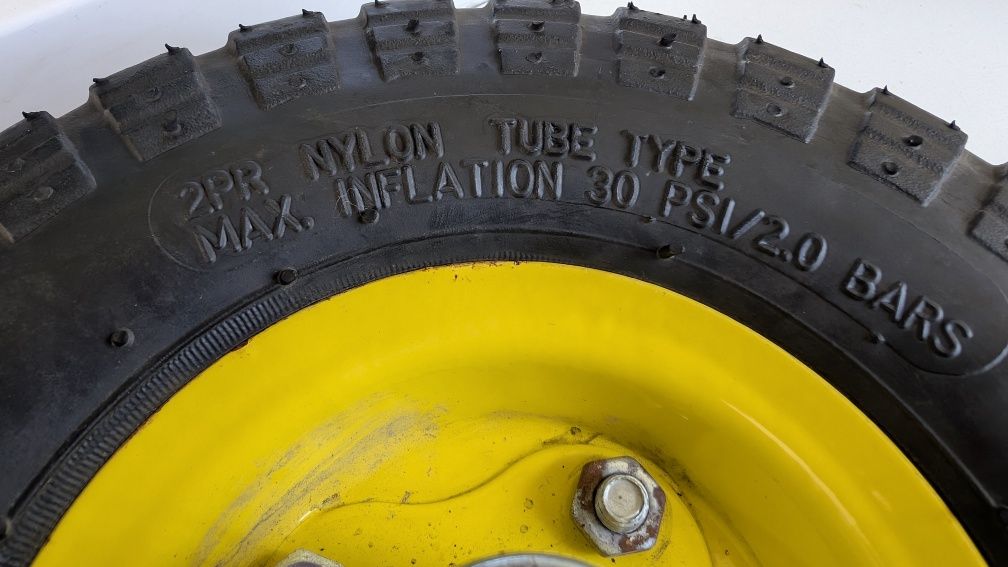 2PR NYLON TUBE TYPE
MAX. INFLATION 30 PSI/2.0 BARS